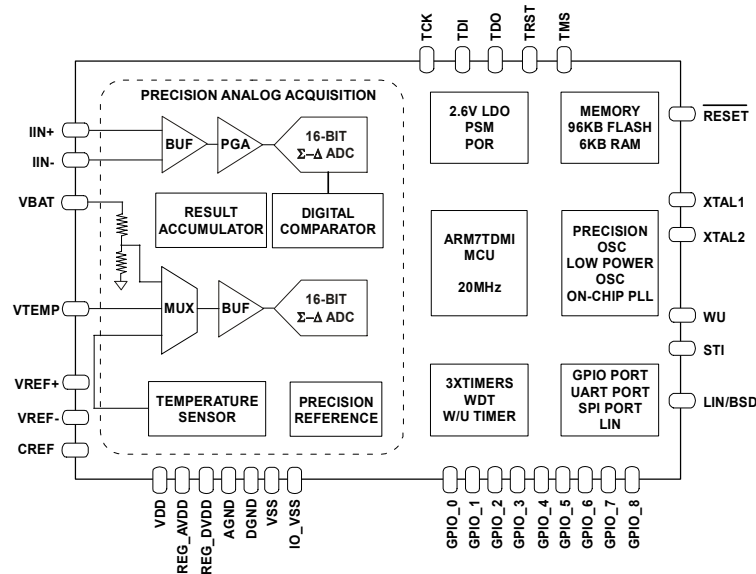 TCK
TDI
TDO
TRST
TMS
PRECISION ANALOG ACQUISITION
IIN+
IIN-
VBAT
VTEMP
VREF+
VREF-
CREF
BUF
PGA
16-BIT
Σ–Δ ADC
RESULT
ACCUMULATOR
DIGITAL
COMPARATOR
MUX
BUF
16-BIT
Σ–Δ ADC
TEMPERATURE
SENSOR
PRECISION
REFERENCE
2.6V LDO
PSM
POR
MEMORY
96KB FLASH
6KB RAM
ARM7TDMI
MCU
20MHz
PRECISION
OSC
LOW POWER
OSC
ON-CHIP PLL
3XTIMERS
WDT
W/U TIMER
GPIO PORT
UART PORT
SPI PORT
LIN
RESET
XTAL1
XTAL2
WU
STI
LIN/BSD
VDD
REG_AVDD
REG_DVDD
AGND
DGND
VSS
IO_VSS
GPIO_0
GPIO_1
GPIO_2
GPIO_3
GPIO_4
GPIO_5
GPIO_6
GPIO_7
GPIO_8